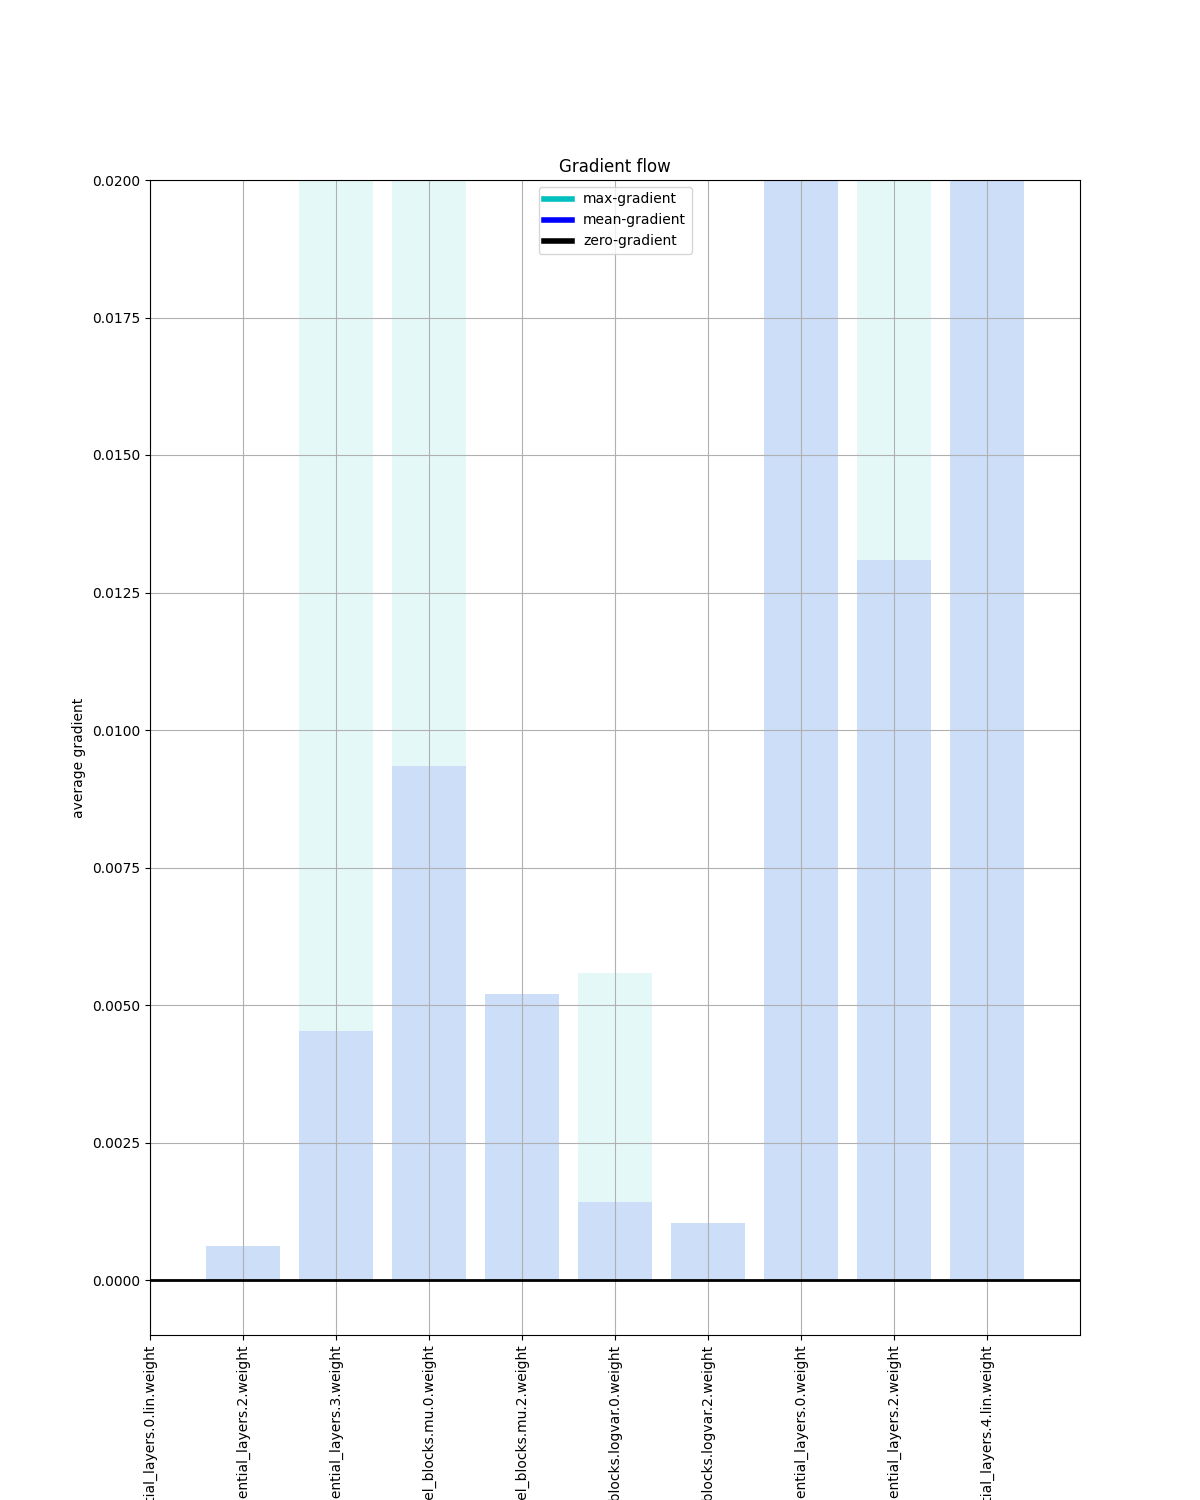 Gradient flow
max-gradient
mean-gradient
zero-gradient
0.0200
0.0175
0.0150
0.0125
0.0100
0.0075
0.0050
0.0025
0.0000
average gradient
tial_layers.0.lin.weight
ential_layers.2.weight
ential_layers.3.weight
el_blocks.mu.0.weight
el_blocks.mu.2.weight
blocks.logvar.0.weight
blocks.logvar.2.weight
ential_layers.0.weight
ential_layers.2.weight
tial_layers.4.lin.weight